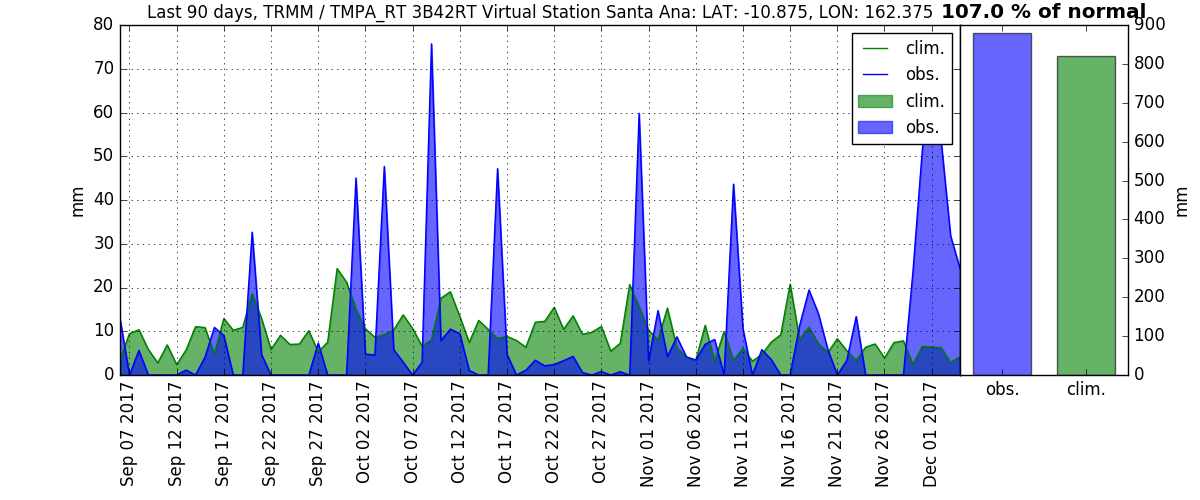 Last 90 days, TRMM / TMPA_RT 3B42RT Virtual Station Santa Ana: LAT: -10.875, LON: 162.375 107.0 % of normal
clim.
obs.
clim.
obs.
80
70
60
50
40
30
20
10
0
mm
900
800
700
600
500
400
300
200
100
0
mm
Sep 07 2017
Sep 12 2017
Sep 17 2017
Sep 22 2017
Sep 27 2017
Oct 02 2017
Oct 07 2017
Oct 12 2017
Oct 17 2017
Oct 22 2017
Oct 27 2017
Nov 01 2017
Nov 06 2017
Nov 11 2017
Nov 16 2017
Nov 21 2017
Nov 26 2017
Dec 01 2017
obs. clim.